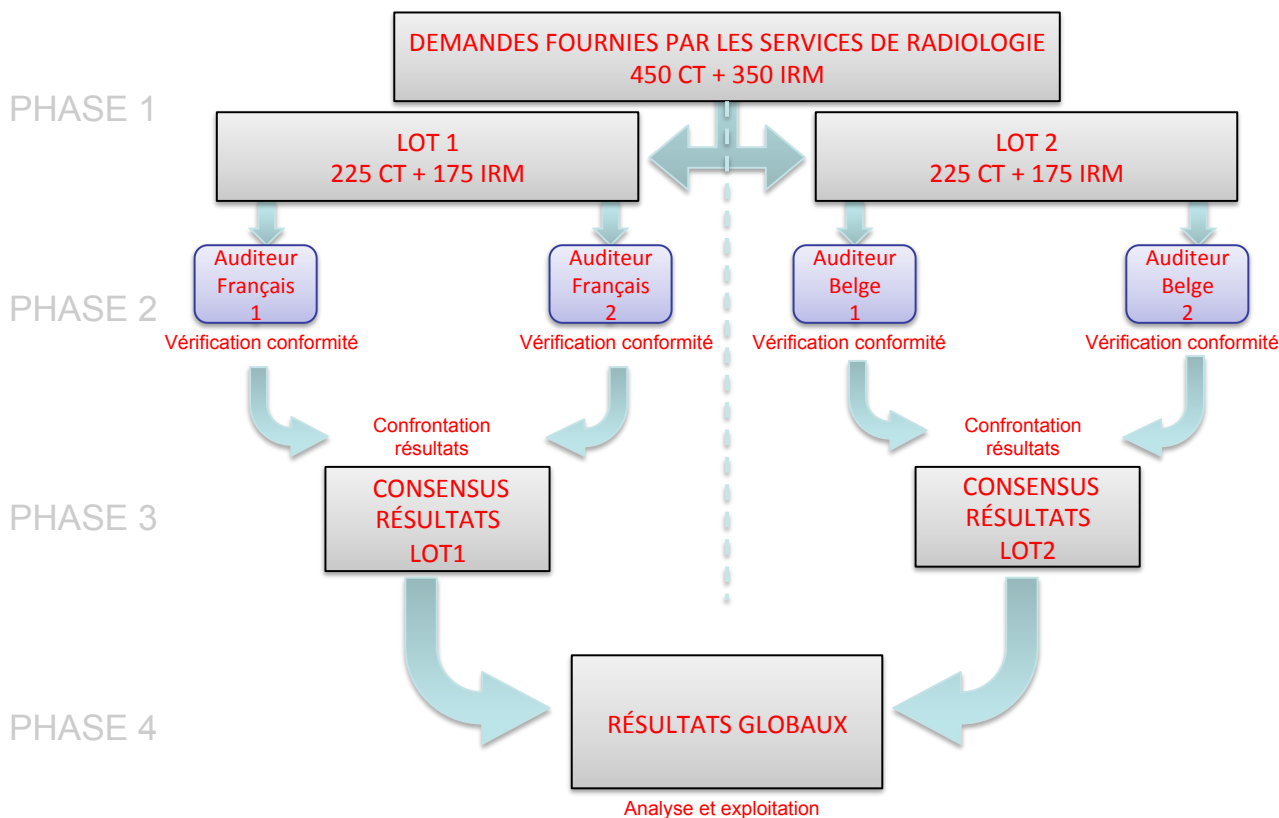 DEMANDES FOURNIES PAR LES SERVICES DE RADIOLOGIE
450 CT + 350 IRM
PHASE 1
LOT 1
225 CT + 175 IRM
LOT 2
225 CT + 175 IRM
PHASE 2
Auditeur
Français
1
Auditeur
Français
2
Auditeur
Belge
1
Auditeur
Belge
2
Vérification conformité
Vérification conformité
Vérification conformité
Vérification conformité
Confrontation
résultats
Confrontation
résultats
PHASE 3
CONSENSUS
RÉSULTATS
LOT1
CONSENSUS
RÉSULTATS
LOT2
PHASE 4
RÉSULTATS GLOBAUX
Analyse et exploitation